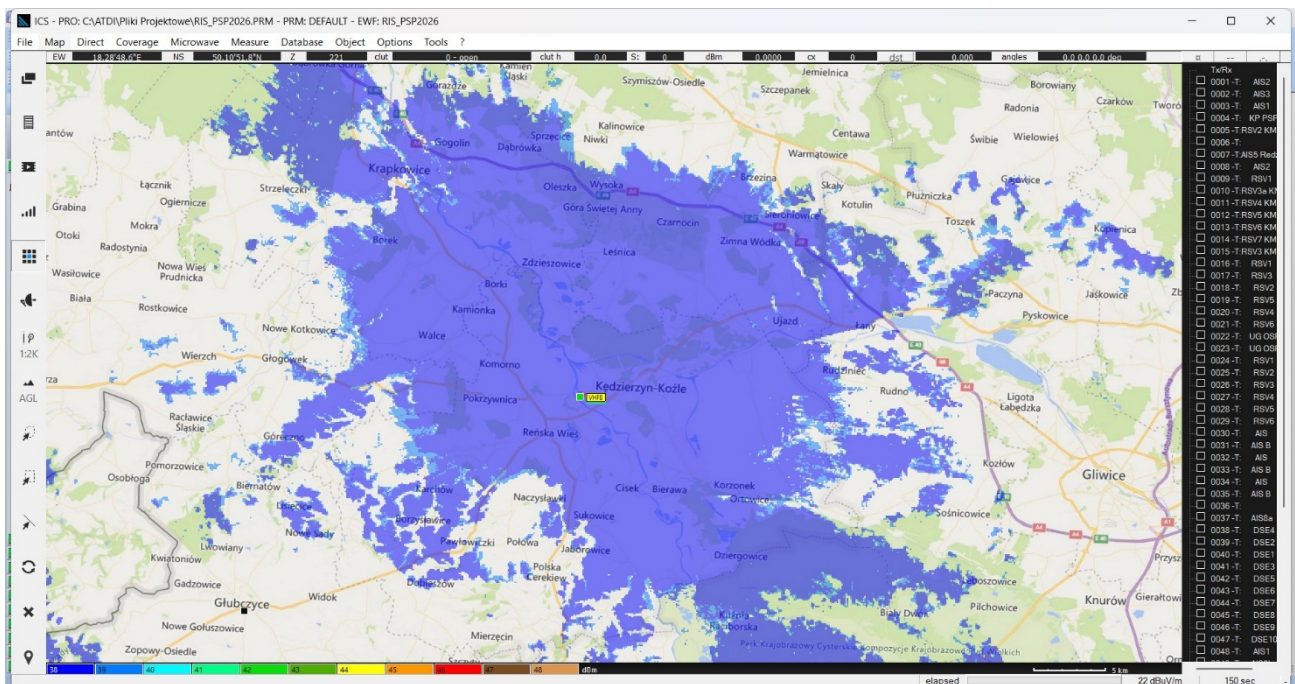 ICS - PRO: C:\ATDI\Pliki Projektowe\RIS_PSP2026.PRM - PRM: DEFAULT - EWF: RIS_PSP2026
File Map Direct Coverage Microwave Measure Database Object Options Tools ?
EW 18.28'48.6"E NS 50.10'51.8"N Z 221 clut 0 - open clut h 0.0 S: 0 dBm 0.0000 cx 0 dst 0.000 angles 0.0 0.0 0.0 deg
Kamień Śląski
Górażdże
Szymiszów-Osiedle
Szczepanek
Jemielnica
Borowiany
Czarków
Radonia
Kalinowice
Sprzęcice
Niwki
Centawa
Świbie
Wielowieś
Gogolin
Dąbrówka
Warmątowice
Krapkowice
Łącznik
Strzeleczki
Oleszka
Wysoka
Brzezina
Skały
Płużniczka
Gajowice
Grabina
Ogiernicze
Góra Świętej Anny
Czarnocin
Sieroniowice
Kotulin
Toszek
Kopienica
Otoki
Mokra
Radostynia
Borek
Leśnica
Zimna Wódka
Zdzieszowice
Wasiłowice
Nowa Wieś Prudnicka
Borki
Biała
Rostkowice
Kamionka
Paczyna
Jaśkowice
Pyskowice
Nowe Kotkowice
Walce
Ujazd
Łany
Wierzch
Głogówek
Komorno
Rudziniec
Rudno
Ligota Łabędzka
Kędzierzyn-Koźle
VHFB
Pokrzywnica
Racławice Śląskie
Reńska Wieś
Góreczno
Kozłów
Gliwice
Pomorzowice
Osobłoga
Biernatów
Karchów
Naczysławki
Cisek
Bierawa
Korzonek
Ortowice
Lisięcice
Borzysławice
Sukowice
Sośnicowice
Nowe Sady
Lwowiany
Pawłowiczki
Połowa
Jaborowice
Dziergowice
Kwiatoniów
Polska Cerekiew
Gadzowice
Dobieszów
Łeboszowice
Głubczyce
Widok
Kuźnia Raciborska
Biały Dwór
Pilchowice
Knurów
Nowe Gołuszowice
Mierzęcin
Zopowy-Osiedle
Park Krajobrazowy Cysterskie Kompozycje Krajobrazowe
1:2K
AGL
Tx/Rx
0001 -T: AIS2
0002 -T: AIS3
0003 -T: AIS1
0004 -T: KP PSP
0005 -T:RSV2 KM
0006 -T:
0007 -T:AIS5 Redz
0008 -T: AIS2
0009 -T: RSV1
0010 -T:RSV3a KM
0011 -T:RSV4 KM
0012 -T:RSV5 KM
0013 -T:RSV6 KM
0014 -T:RSV7 KM
0015 -T:RSV3 KM
0016 -T: RSV1
0017 -T: RSV3
0018 -T: RSV2
0019 -T: RSV5
0020 -T: RSV4
0021 -T: RSV6
0022 -T: UG OSP
0023 -T: UG OSP
0024 -T: RSV1
0025 -T: RSV2
0026 -T: RSV3
0027 -T: RSV4
0028 -T: RSV5
0029 -T: RSV6
0030 -T: AIS
0031 -T: AIS B
0032 -T: AIS
0033 -T: AIS B
0034 -T: AIS
0035 -T: AIS B
0036 -T:
0037 -T: AIS8a
0038 -T: DSE4
0039 -T: DSE2
0040 -T: DSE1
0041 -T: DSE3
0042 -T: DSE5
0043 -T: DSE6
0044 -T: DSE7
0045 -T: DSE8
0046 -T: DSE9
0047 -T: DSE10
0048 -T: AIS1
38 39 40 41 42 43 44 45 46 47 48 dBm
5 km
elapsed 22 dBuV/m 150 sec